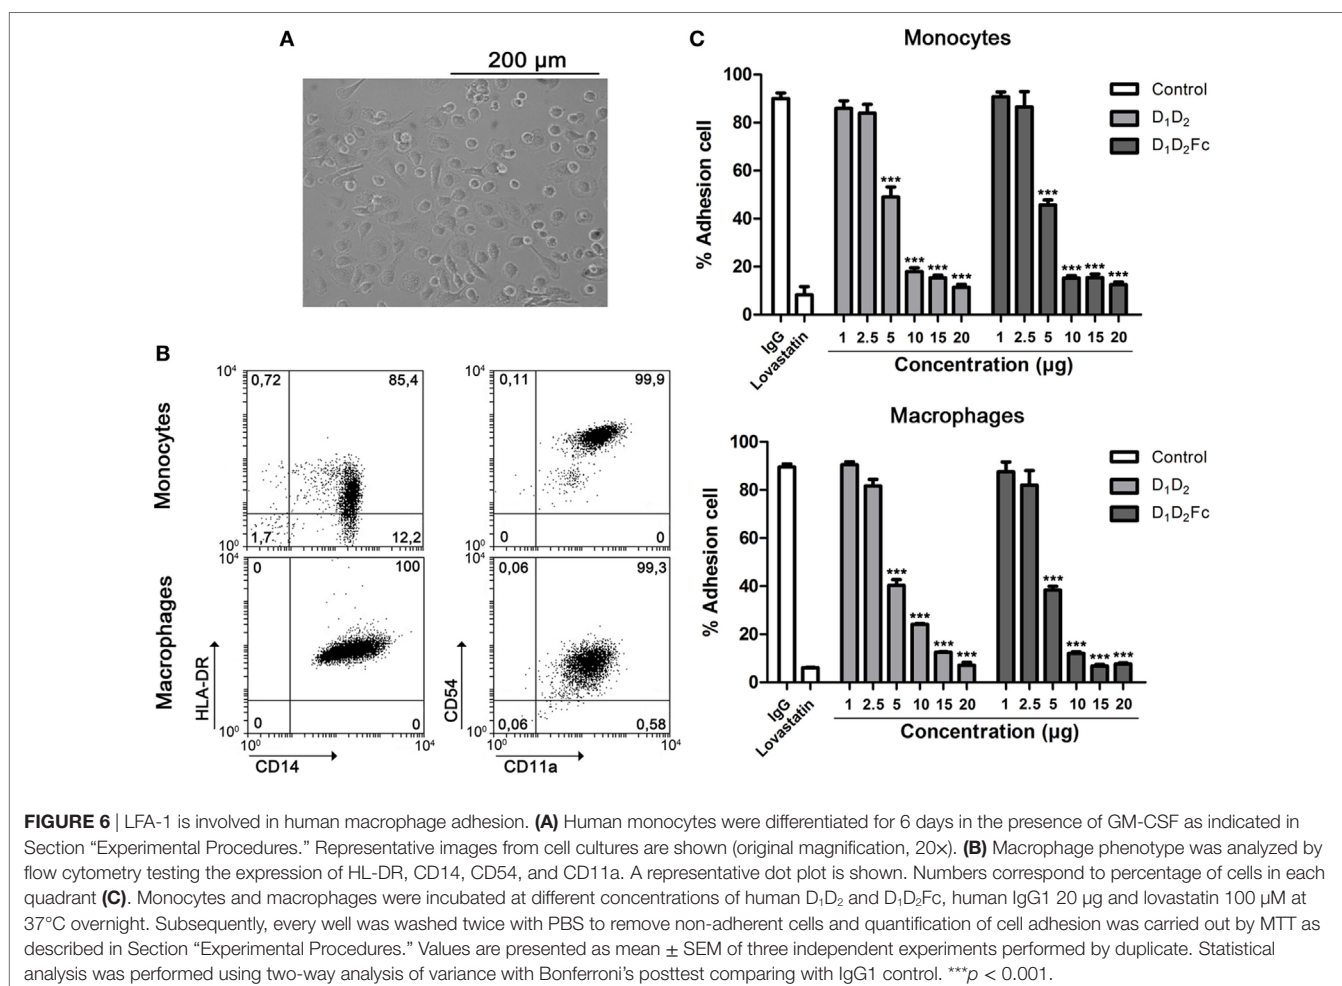 A
200 µm
B
Monocytes
10⁴
0,72
85,4
1,7
12,2
10⁰
10⁴
0,11
99,9
0
0
10⁰
Macrophages
HLA-DR
10⁴
0
100
0
0
10⁰
10⁰
10⁴
CD14
CD54
10⁴
0,06
99,3
0,06
0,58
10⁰
10⁰
10⁴
CD11a
C
Monocytes
% Adhesion cell
100
80
60
40
20
0
***
***
***
***
***
***
***
***
IgG
Lovastatin
1 2.5 5 10 15 20
1 2.5 5 10 15 20
Concentration (µg)
Control
D₁D₂
D₁D₂Fc
Macrophages
% Adhesion cell
100
80
60
40
20
0
***
***
***
***
***
***
***
***
IgG
Lovastatin
1 2.5 5 10 15 20
1 2.5 5 10 15 20
Concentration (µg)
Control
D₁D₂
D₁D₂Fc
FIGURE 6 | LFA-1 is involved in human macrophage adhesion. (A) Human monocytes were differentiated for 6 days in the presence of GM-CSF as indicated in
Section “Experimental Procedures.” Representative images from cell cultures are shown (original magnification, 20×). (B) Macrophage phenotype was analyzed by
flow cytometry testing the expression of HL-DR, CD14, CD54, and CD11a. A representative dot plot is shown. Numbers correspond to percentage of cells in each
quadrant (C). Monocytes and macrophages were incubated at different concentrations of human D₁D₂ and D₁D₂Fc, human IgG1 20 µg and lovastatin 100 µM at
37°C overnight. Subsequently, every well was washed twice with PBS to remove non-adherent cells and quantification of cell adhesion was carried out by MTT as
described in Section “Experimental Procedures.” Values are presented as mean ± SEM of three independent experiments performed by duplicate. Statistical
analysis was performed using two-way analysis of variance with Bonferroni’s posttest comparing with IgG1 control. ***p < 0.001.